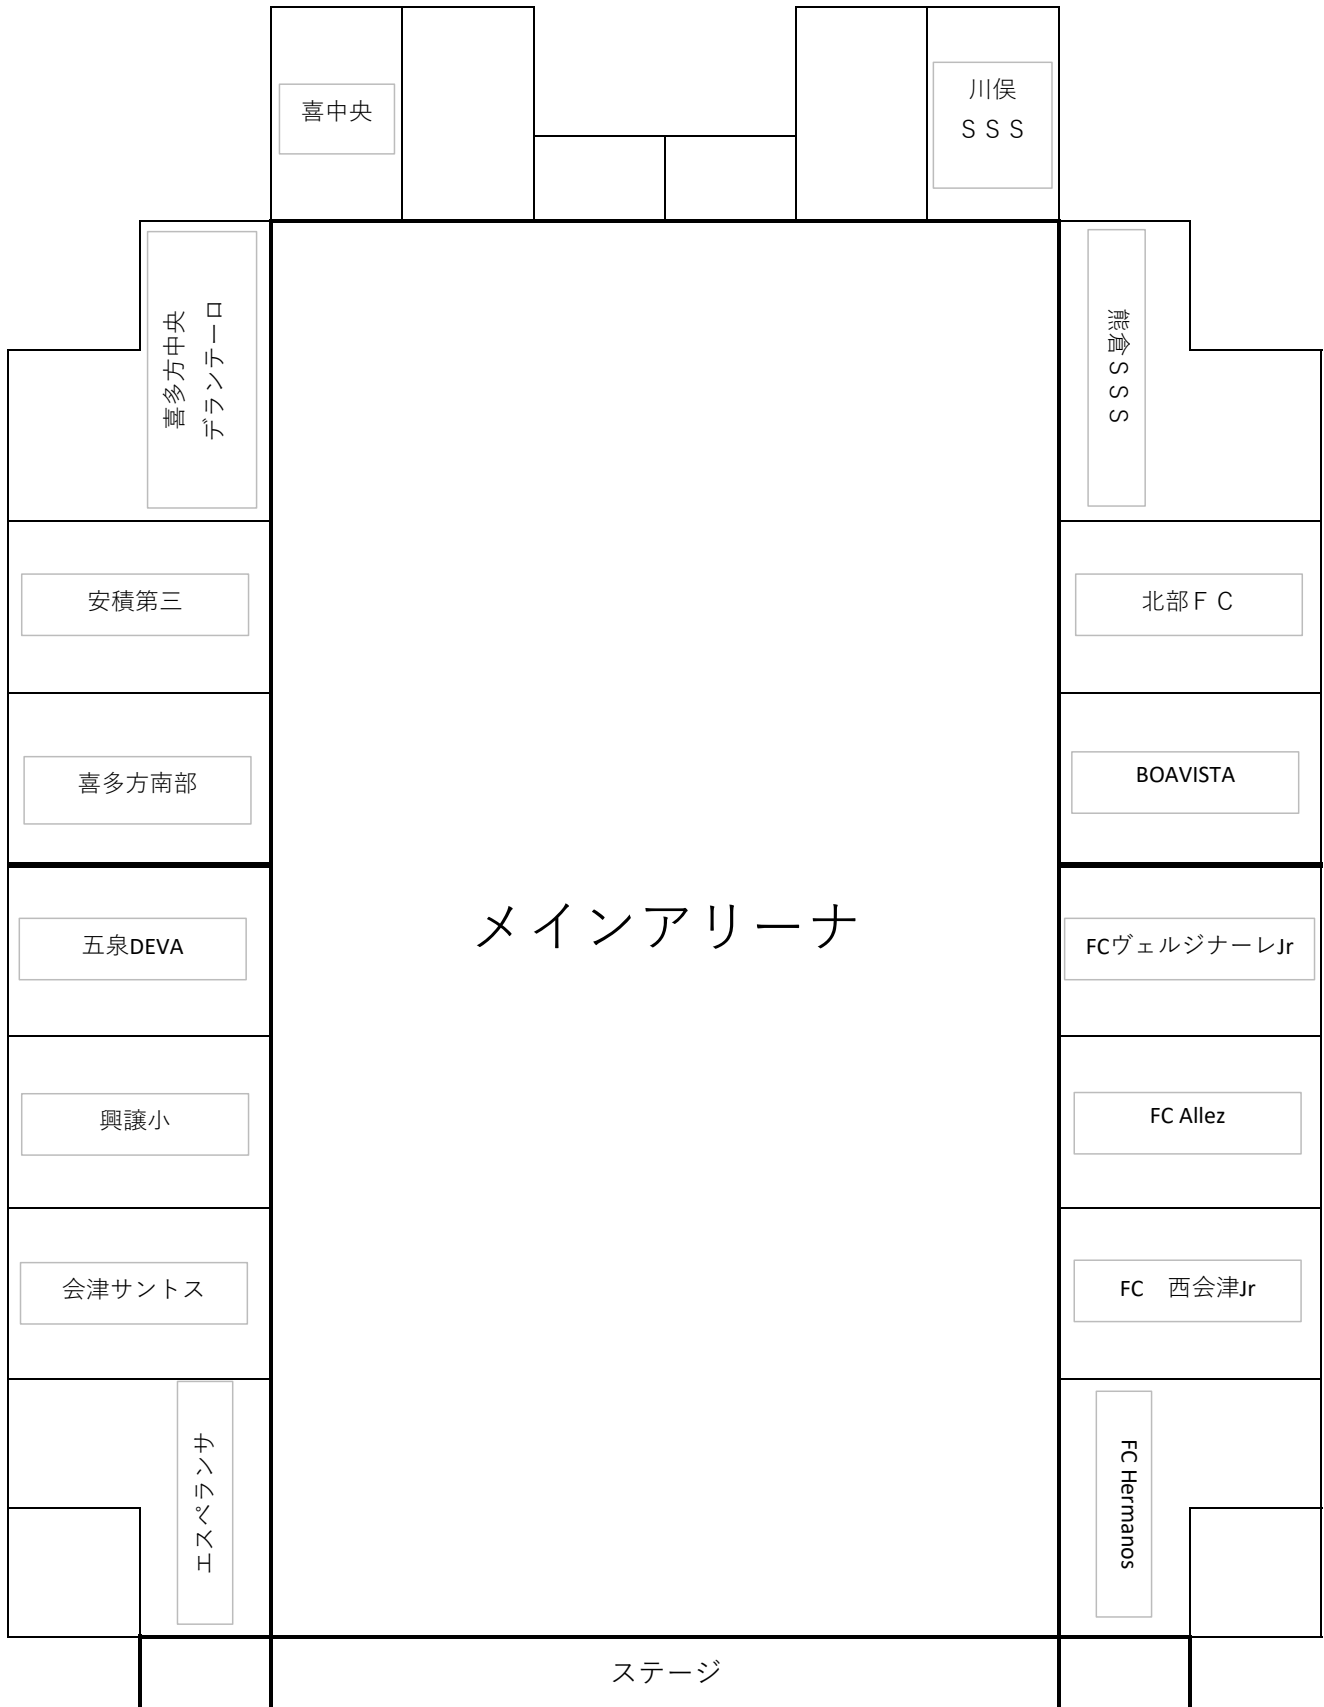 喜中央
川俣
ＳＳＳ
喜多方中央
デランテーロ
熊倉ＳＳＳ
安積第三
北部ＦＣ
喜多方南部
BOAVISTA
メインアリーナ
五泉DEVA
FCヴェルジナーレJr
興譲小
FC Allez
会津サントス
FC　西会津Jr
エスペランサ
FC Hermanos
ステージ